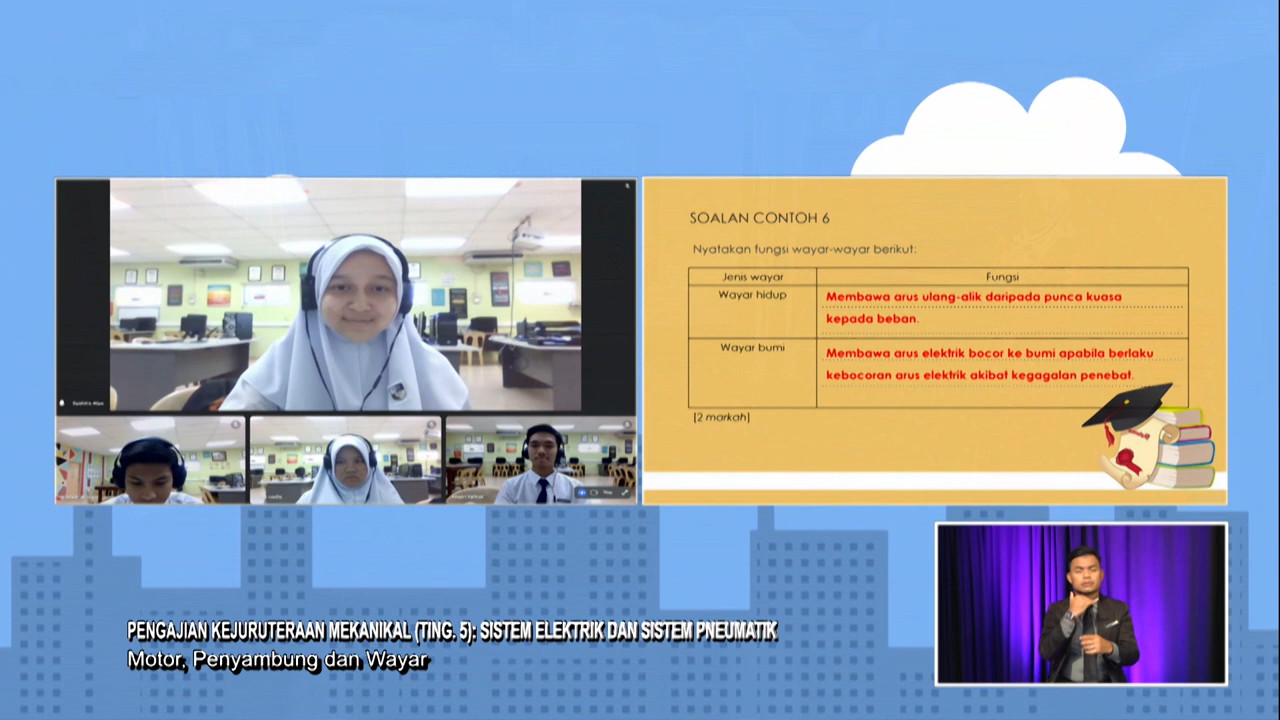 SOALAN CONTOH 6
Nyatakan fungsi wayar-wayar berikut:
Jenis wayar
Fungsi
Wayar hidup
Membawa arus ulang-alik daripada punca kuasa
kepada beban.
Wayar bumi
Membawa arus elektrik bocor ke bumi apabila berlaku
kebocoran arus elektrik akibat kegagalan penebat.
[2 markah]
PENGAJIAN KEJURUTERAAN MEKANIKAL (TING. 5): SISTEM ELEKTRIK DAN SISTEM PNEUMATIK
Motor, Penyambung dan Wayar